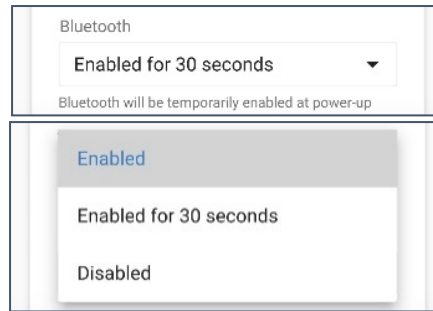 Bluetooth
Enabled for 30 seconds
Bluetooth will be temporarily enabled at power-up
Enabled
Enabled for 30 seconds
Disabled